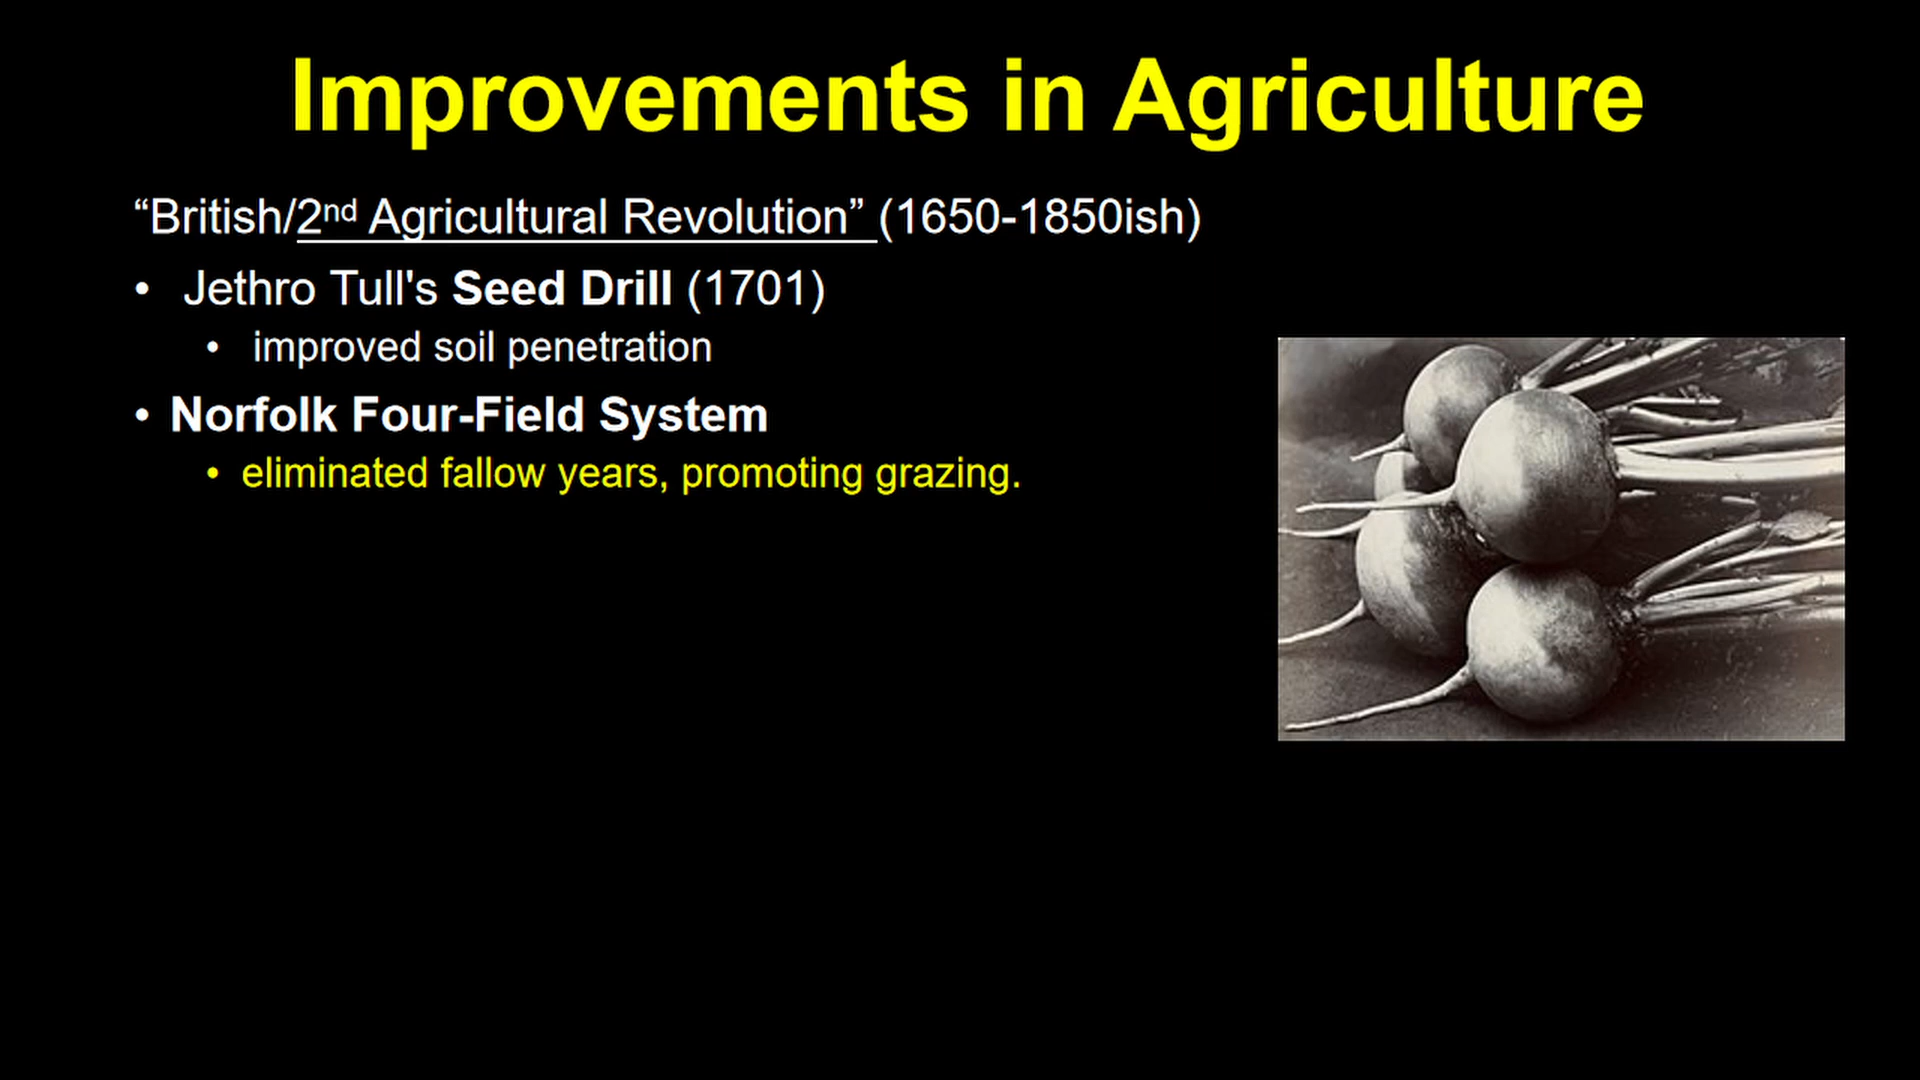 Improvements in Agriculture
“British/2nd Agricultural Revolution” (1650-1850ish)
• Jethro Tull's Seed Drill (1701)
• improved soil penetration
• Norfolk Four-Field System
• eliminated fallow years, promoting grazing.